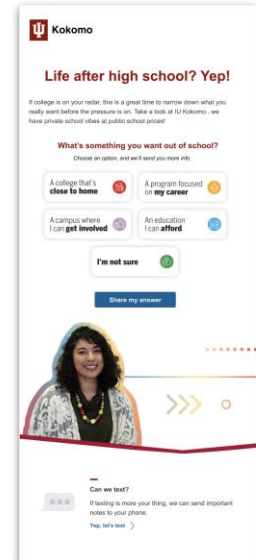 Kokomo
Life after high school? Yep!
If college is on your radar, this is a great time to narrow down what you
really want before the pressure is on. Take a look at IU Kokomo...we
have private school vibes at public school prices!
What's something you want out of school?
Choose an option, and we'll send you more info.
A college that's
close to home
A program focused
on my career
A campus where
I can get involved
An education
I can afford
I'm not sure
Share my answer
Can we text?
If texting is more your thing, we can send important
notes to your phone.
Yep, let's text